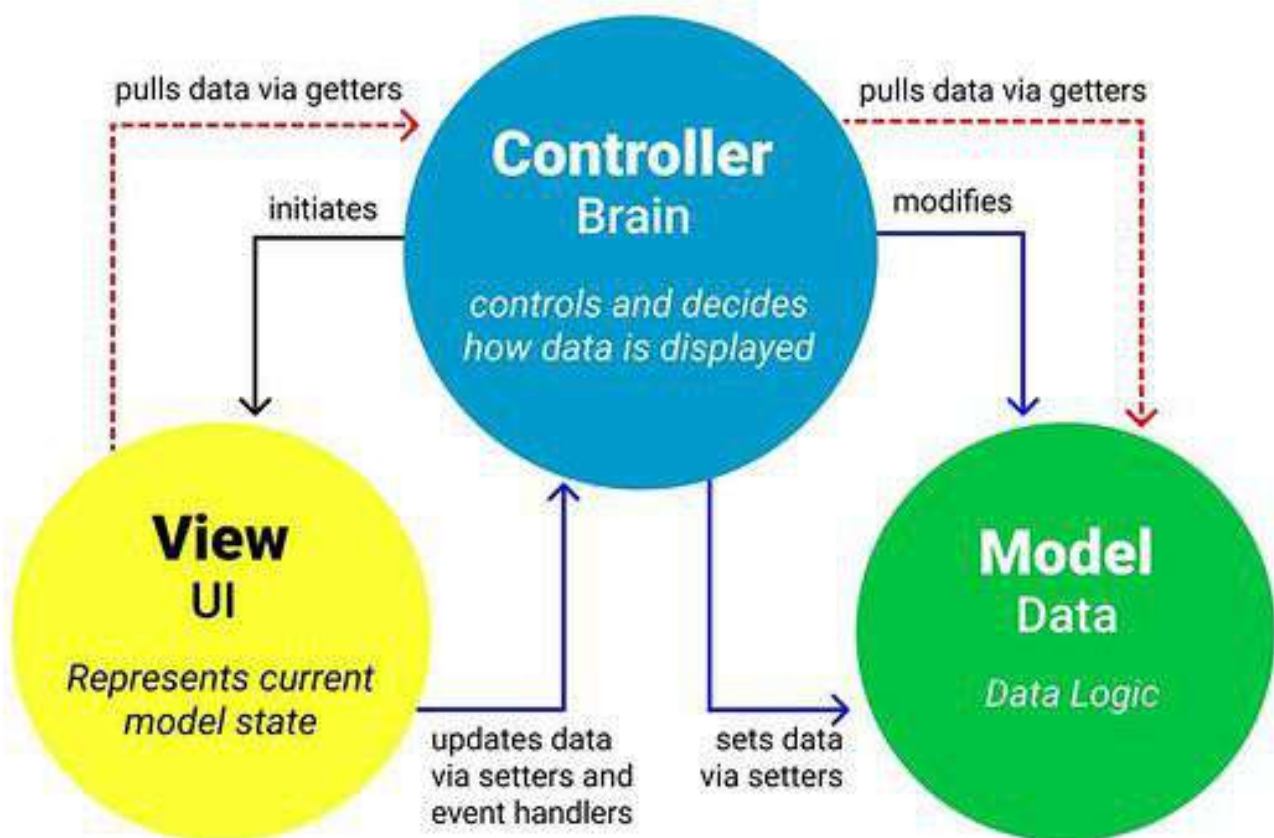 pulls data via getters
pulls data via getters
Controller
Brain
initiates
modifies
controls and decides
how data is displayed
View
UI
Represents current
model state
Model
Data
Data Logic
updates data
via setters and
event handlers
sets data
via setters